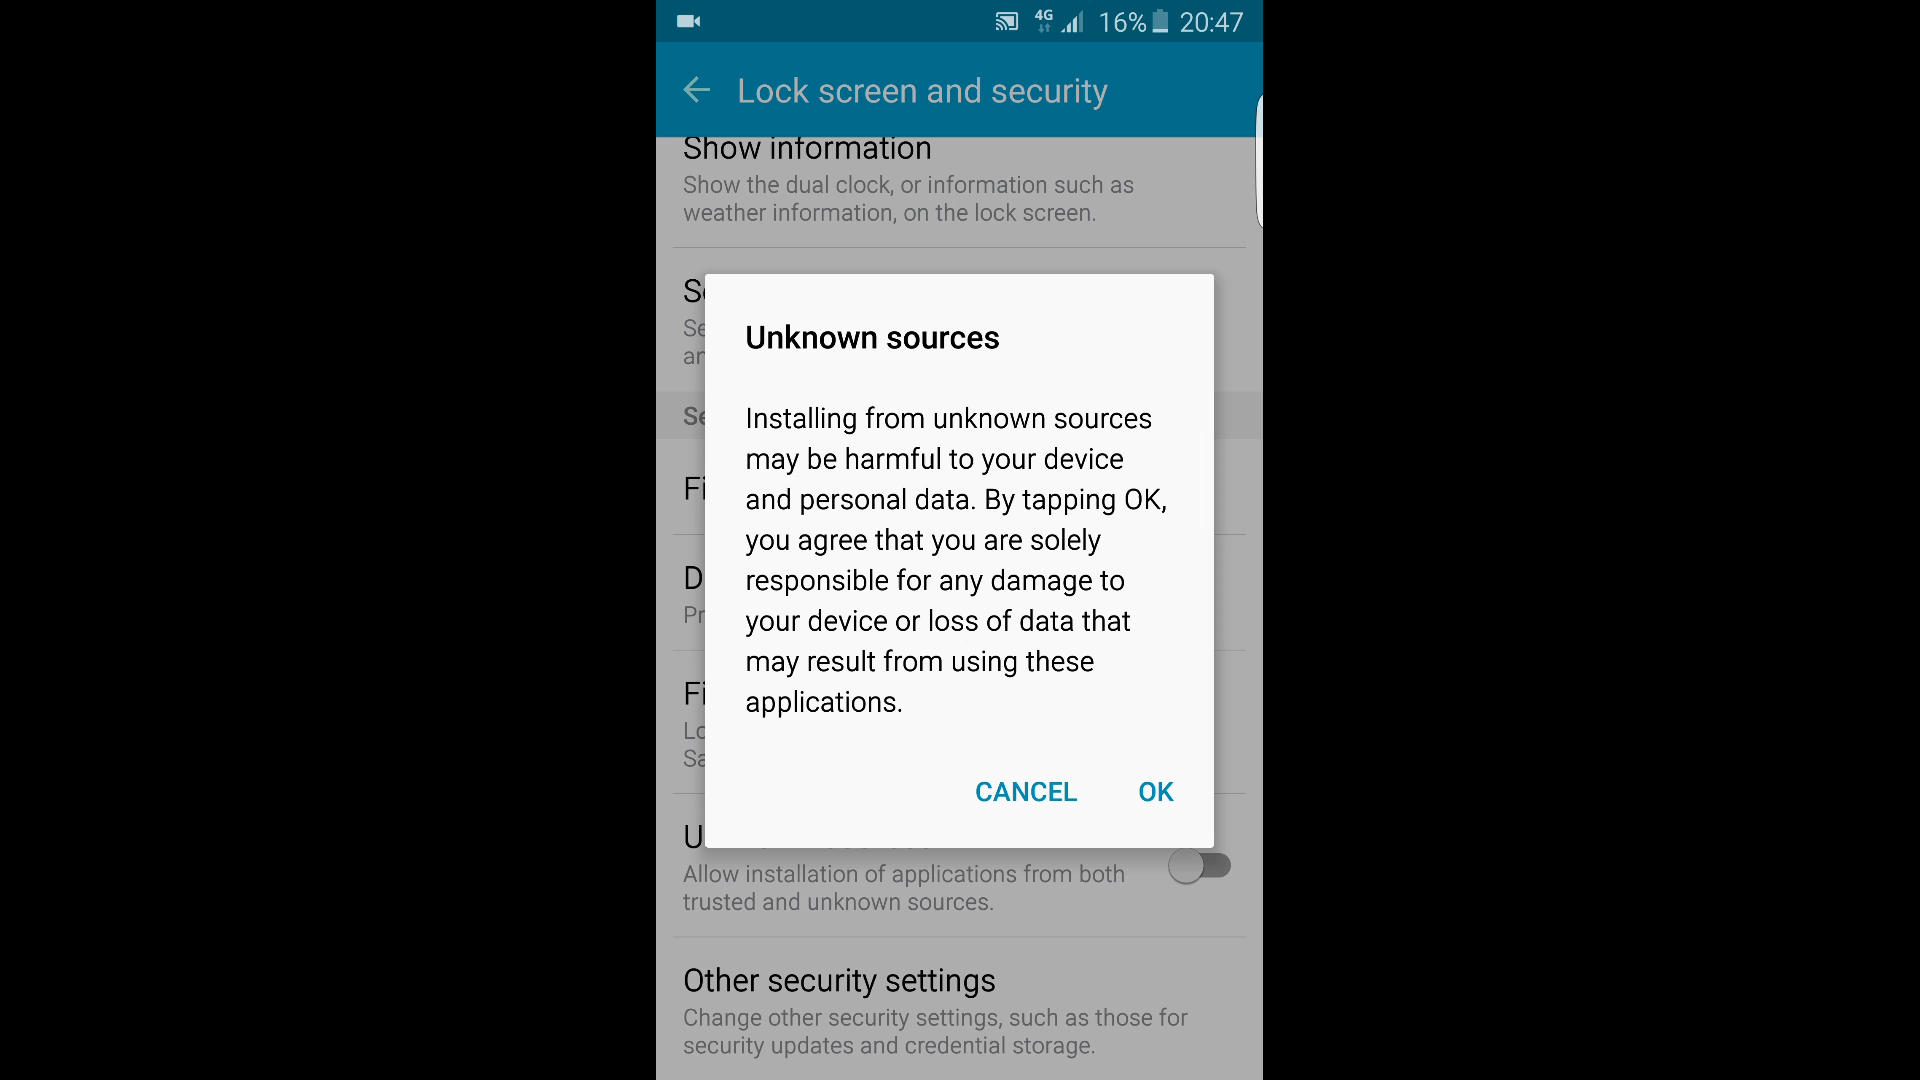 4G 16% 20:47
Lock screen and security
Show information
Show the dual clock, or information such as
weather information, on the lock screen.
Unknown sources
Installing from unknown sources
may be harmful to your device
and personal data. By tapping OK,
you agree that you are solely
responsible for any damage to
your device or loss of data that
may result from using these
applications.
CANCEL OK
Allow installation of applications from both
trusted and unknown sources.
Other security settings
Change other security settings, such as those for
security updates and credential storage.